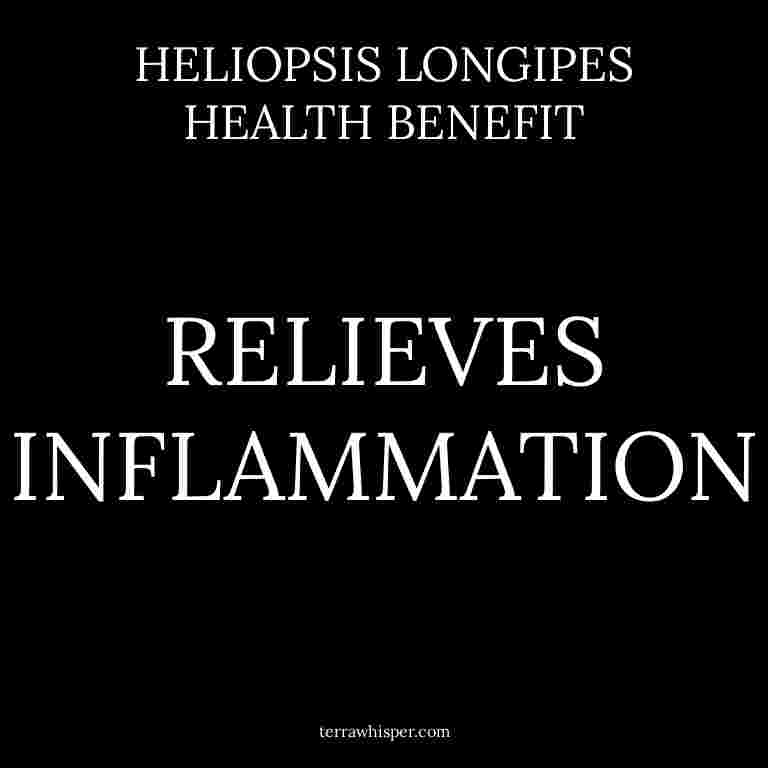 HELIOPSIS LONGIPES
HEALTH BENEFIT
RELIEVES
INFLAMMATION
terrawhisper.com